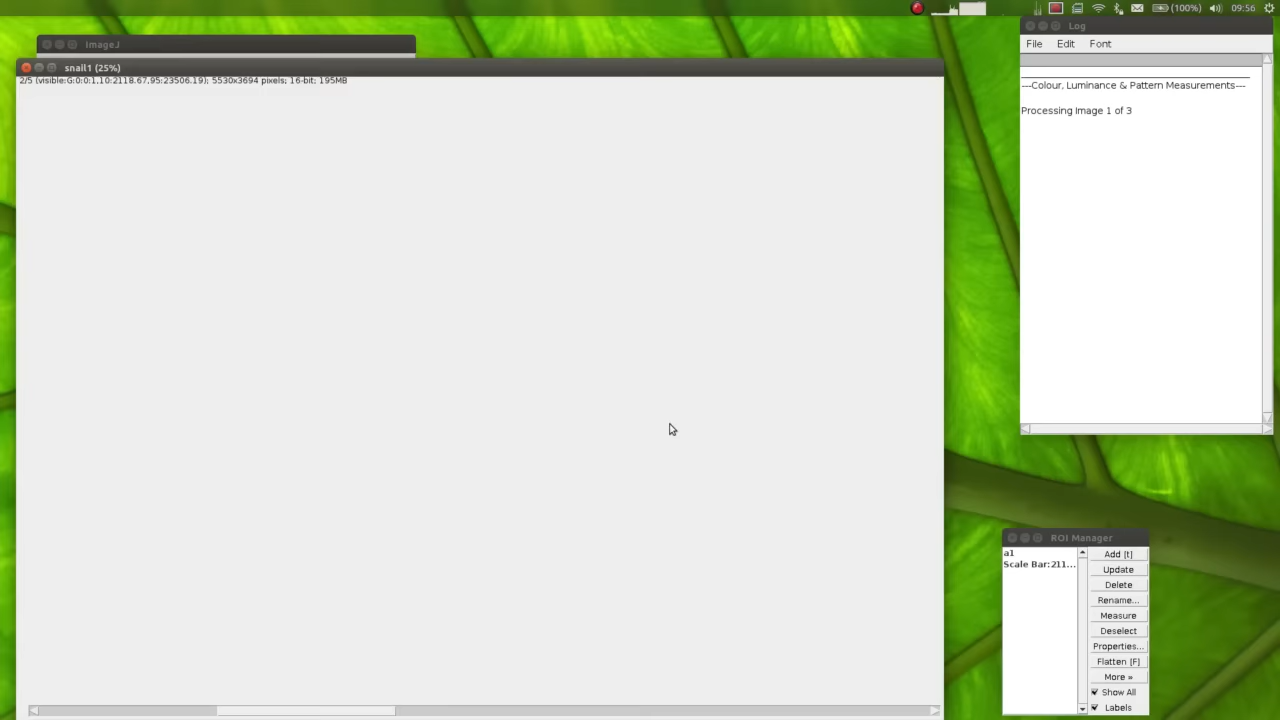 (100%)
09:56
ImageJ
snail1 (25%)
2/5 (visible:G:0:0:1,10:2118.67,95:23506.19); 5530x3694 pixels; 16-bit; 195MB
Log
File Edit Font
---Colour, Luminance & Pattern Measurements---
Processing Image 1 of 3
ROI Manager
a1
Scale Bar:211...
Add [t]
Update
Delete
Rename...
Measure
Deselect
Properties...
Flatten [F]
More »
Show All
Labels